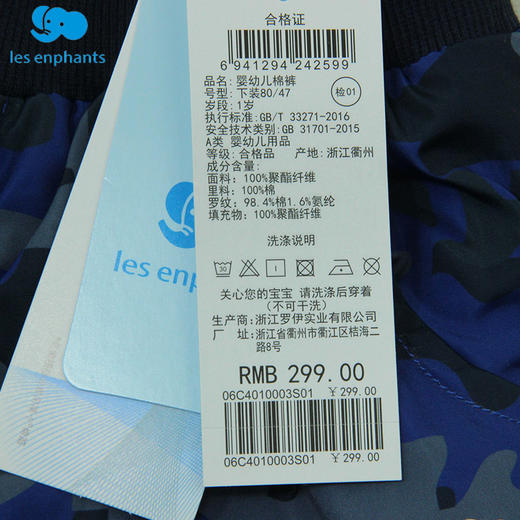 les enphants
合格证
6 941294 242599
品名: 婴幼儿棉裤
号型: 下装80/47
检01
岁段: 1岁
执行标准: GB/T 33271-2016
安全技术类别: GB 31701-2015
A类 婴幼儿用品
等级: 合格品 产地: 浙江衢州
成分含量:
面料: 100%聚酯纤维
里料: 100%棉
罗纹: 98.4%棉1.6%氨纶
填充物: 100%聚酯纤维
洗涤说明
30
关心您的宝宝 请洗涤后穿着
(不可干洗)
生产商: 浙江罗伊实业有限公司
厂 址: 浙江省衢州市衢江区桔海二
路8号
RMB 299.00
06C4010003S01 ￥299.00
06C4010003S01 ￥299.00
les enphants